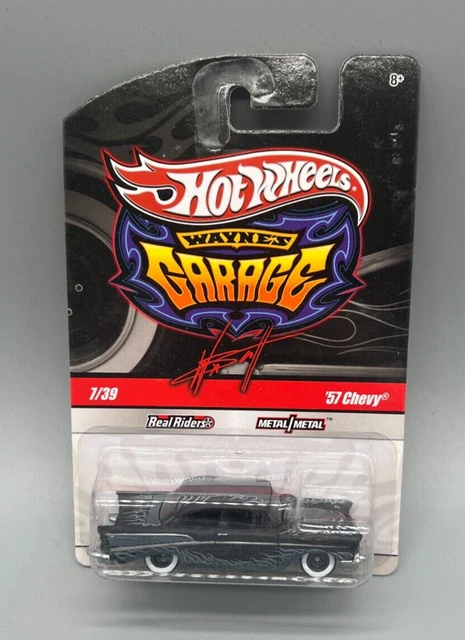 8+
Hot Wheels
WAYNE'S
GARAGE
7/39
'57 Chevy®
Real Riders
METAL/METAL™